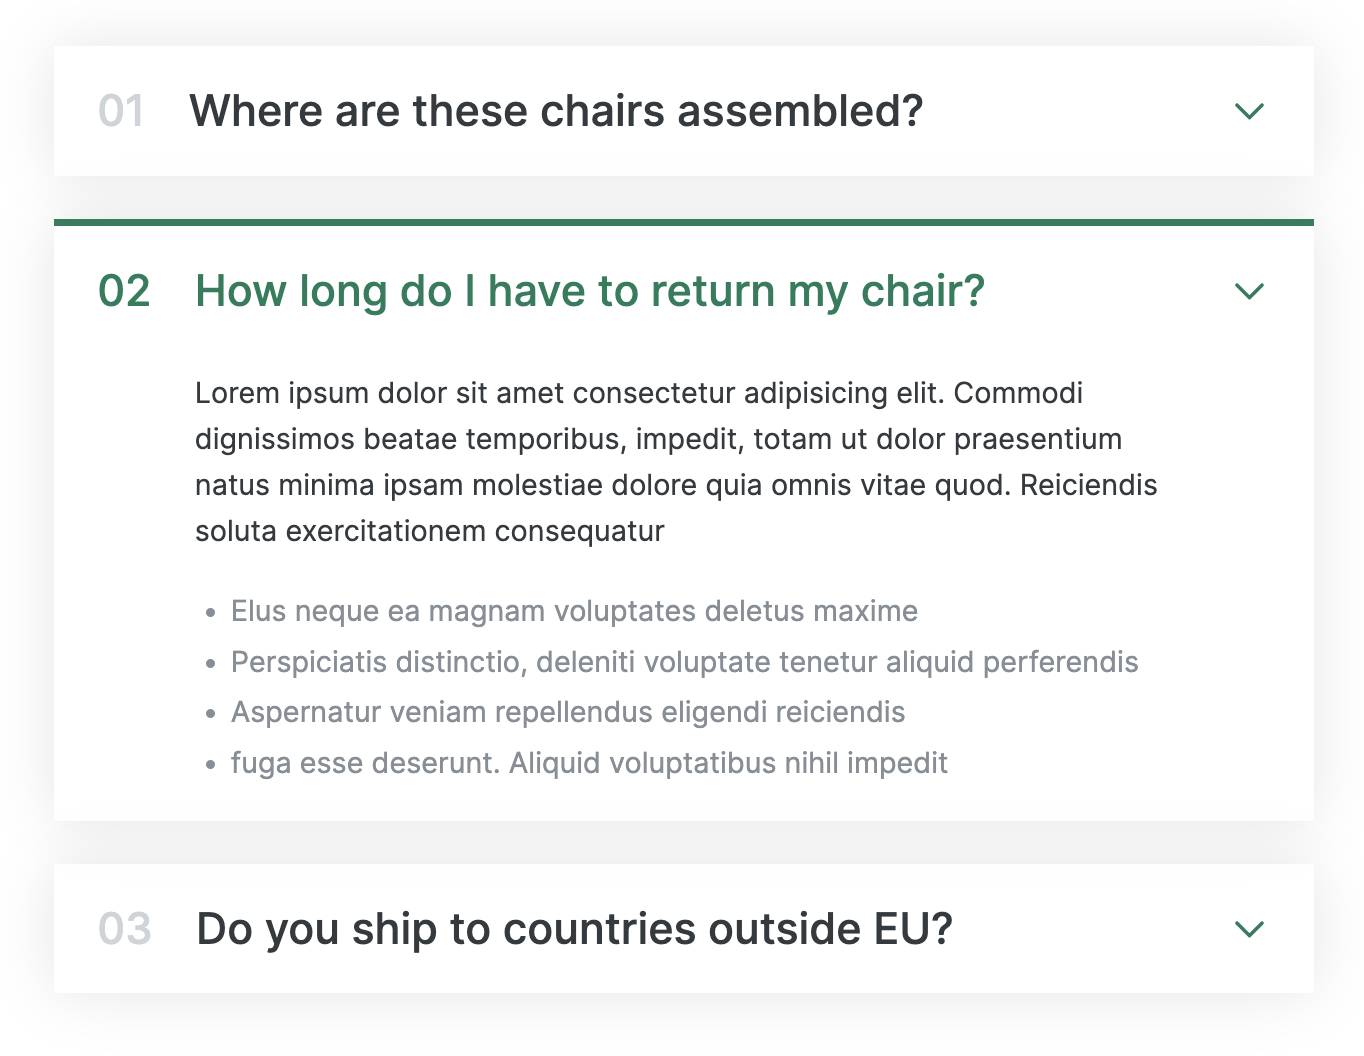 01 Where are these chairs assembled?
02 How long do I have to return my chair?
Lorem ipsum dolor sit amet consectetur adipisicing elit. Commodi
dignissimos beatae temporibus, impedit, totam ut dolor praesentium
natus minima ipsam molestiae dolore quia omnis vitae quod. Reiciendis
soluta exercitationem consequatur
• Elus neque ea magnam voluptates deletus maxime
• Perspiciatis distinctio, deleniti voluptate tenetur aliquid perferendis
• Aspernatur veniam repellendus eligendi reiciendis
• fuga esse deserunt. Aliquid voluptatibus nihil impedit
03 Do you ship to countries outside EU?